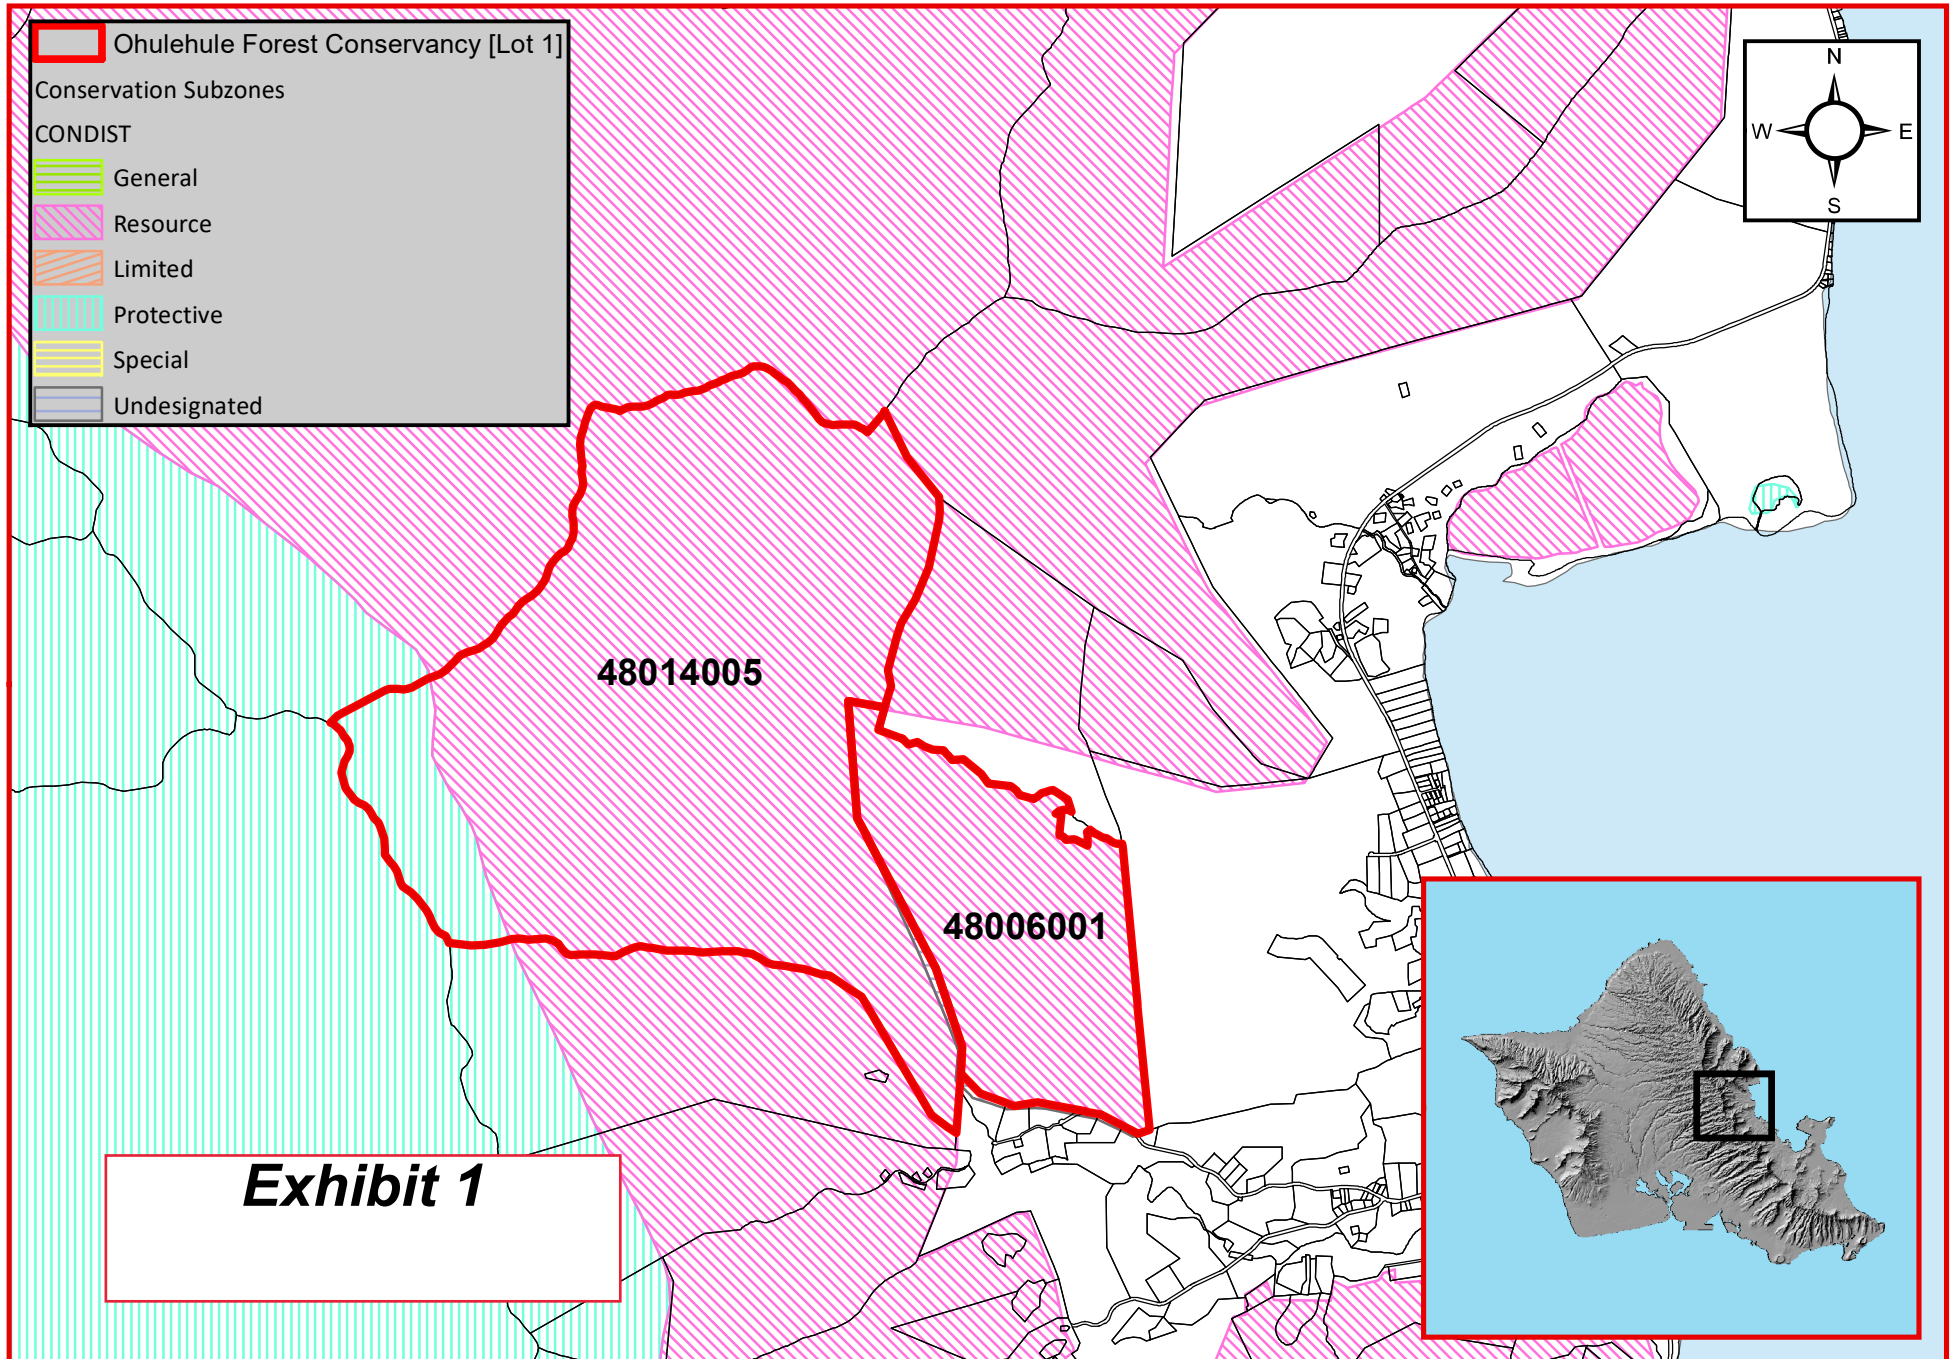 Ohulehule Forest Conservancy [Lot 1]
Conservation Subzones
CONDIST
General
Resource
Limited
Protective
Special
Undesignated
N
W E
S
48014005
48006001
Exhibit 1